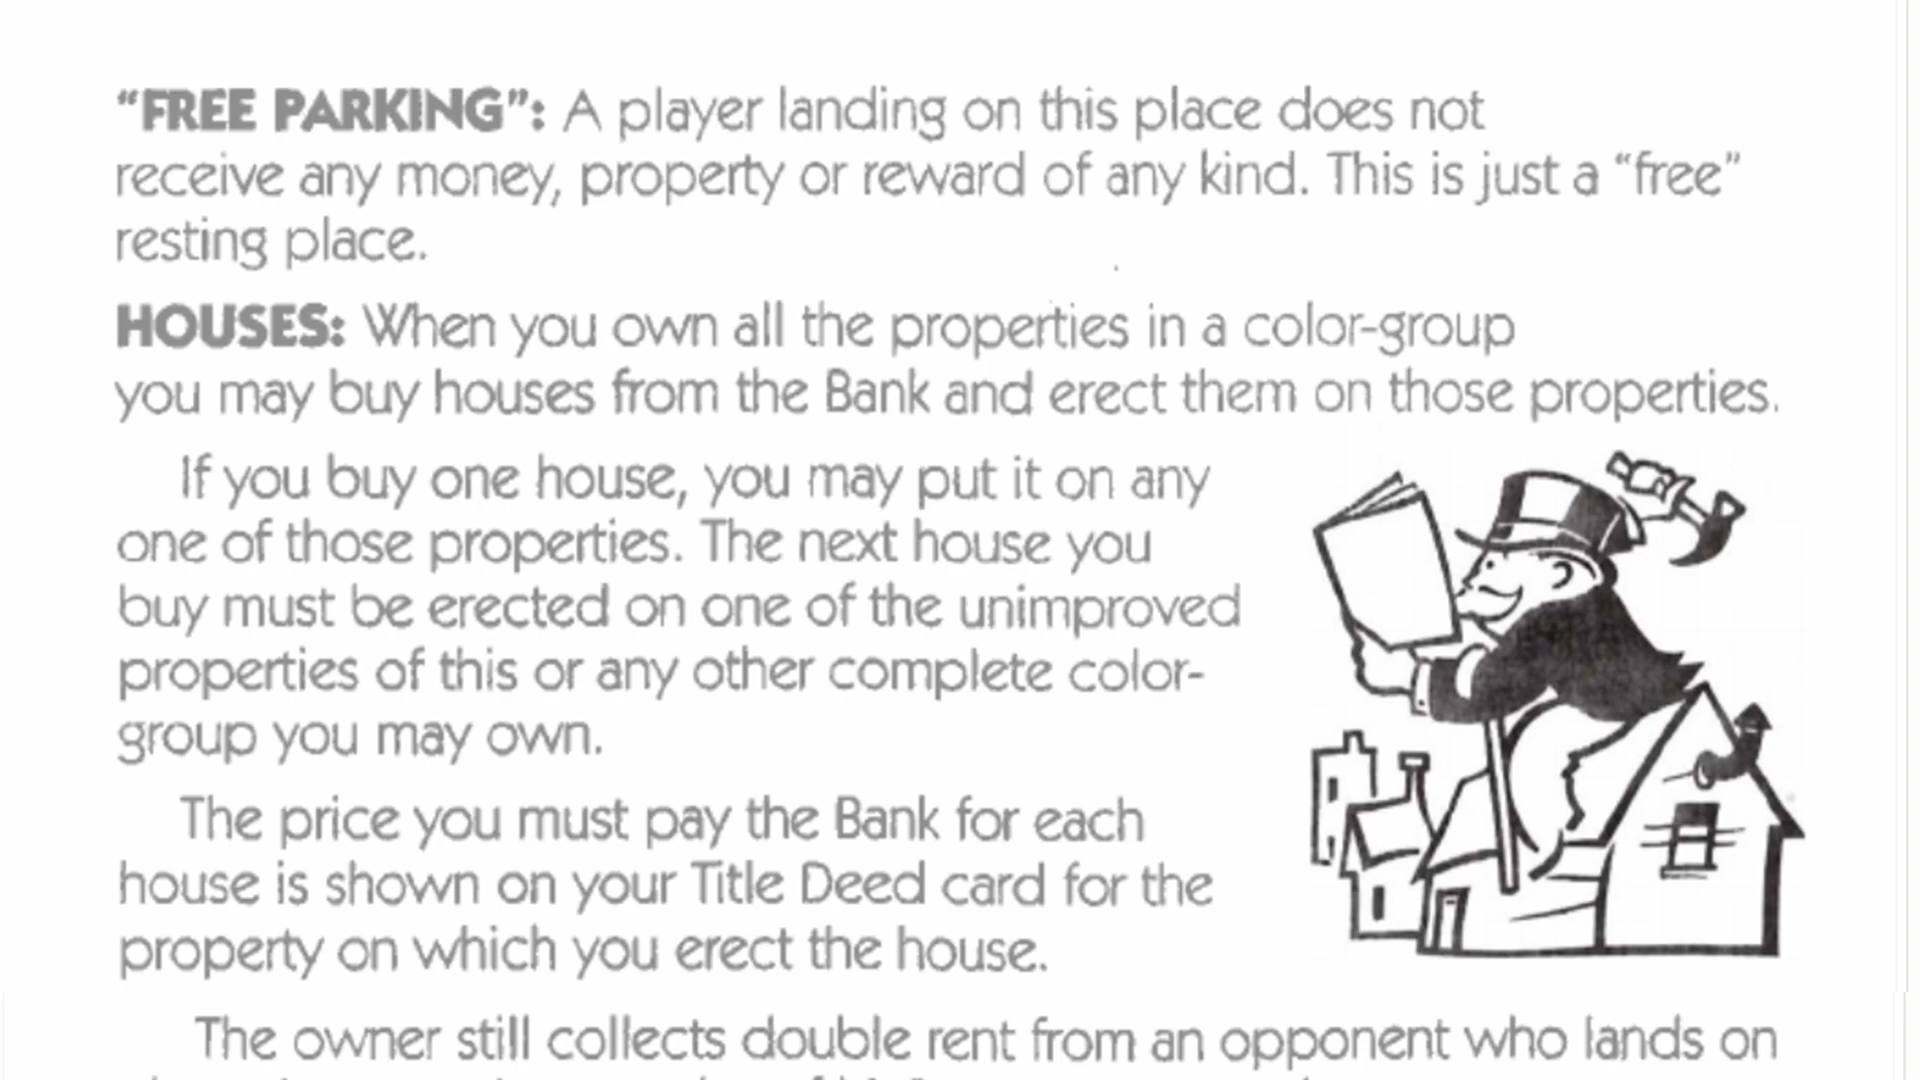 “FREE PARKING”: A player landing on this place does not
receive any money, property or reward of any kind. This is just a “free”
resting place.
HOUSES: When you own all the properties in a color-group
you may buy houses from the Bank and erect them on those properties.
If you buy one house, you may put it on any
one of those properties. The next house you
buy must be erected on one of the unimproved
properties of this or any other complete color-
group you may own.
The price you must pay the Bank for each
house is shown on your Title Deed card for the
property on which you erect the house.
The owner still collects double rent from an opponent who lands on